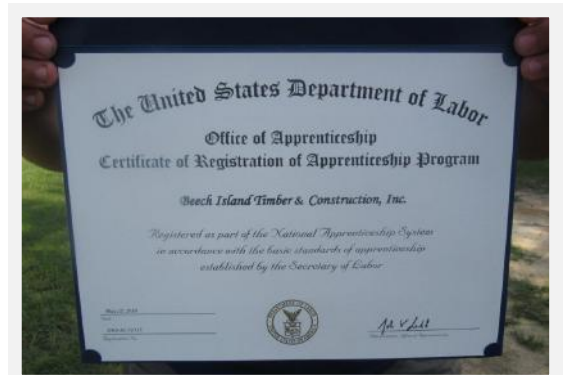 The United States Department of Labor
Office of Apprenticeship
Certificate of Registration of Apprenticeship Program
Beech Island Timber & Construction, Inc.
Registered as part of the National Apprenticeship System
in accordance with the basic standards of apprenticeship
established by the Secretary of Labor